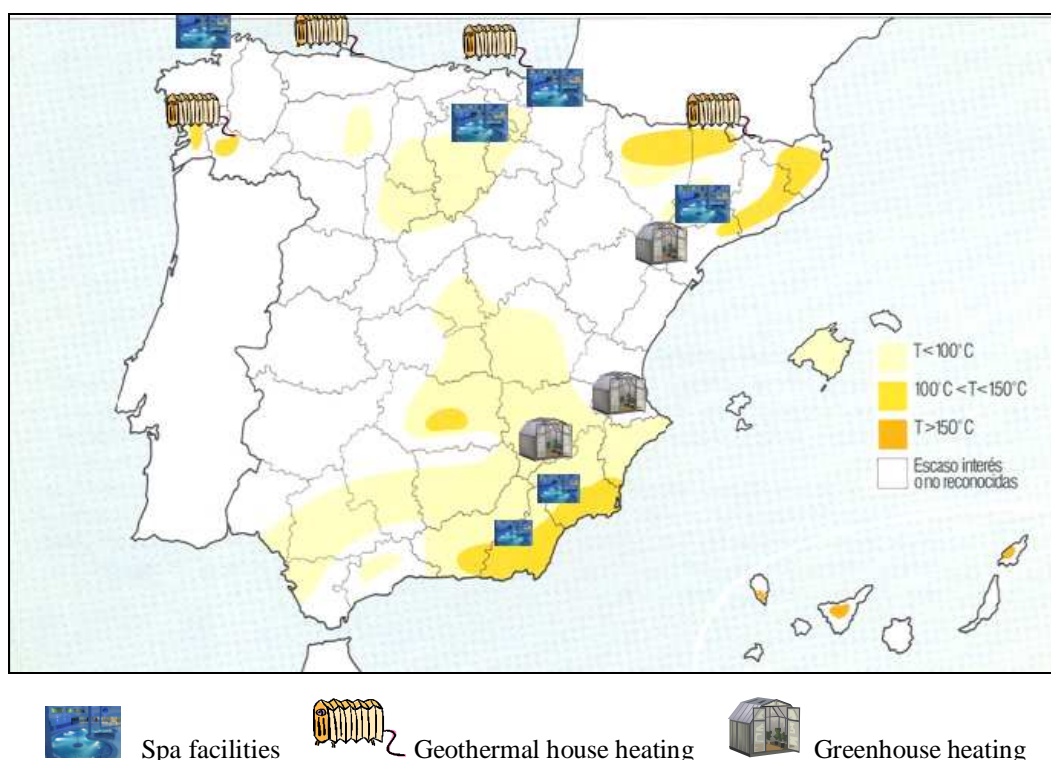 T<100°C
100°C <T<150°C
T>150°C
Escaso interés
o no reconocidas
Spa facilities Geothermal house heating Greenhouse heating